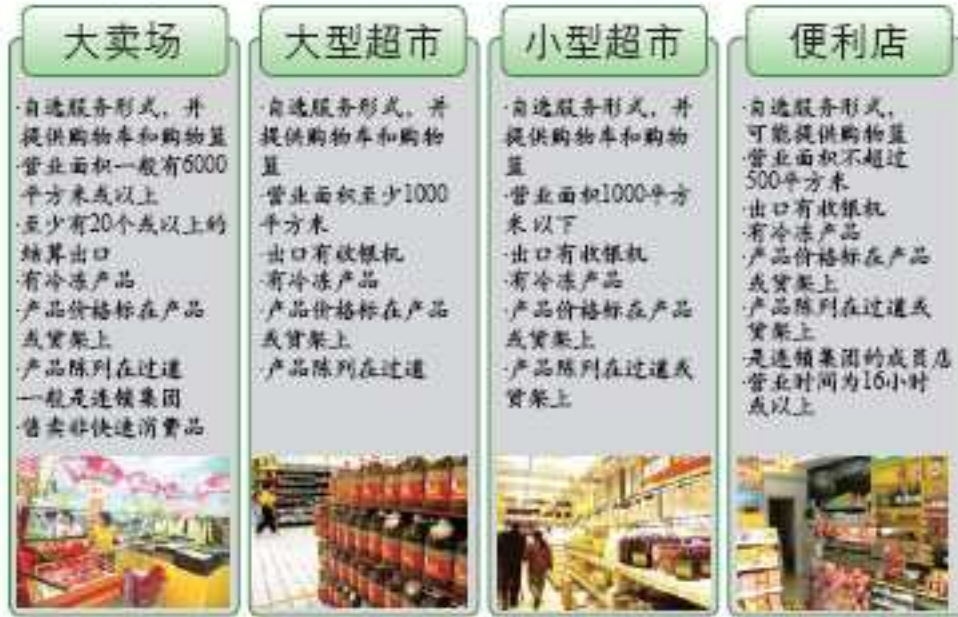 大卖场
·自选服务形式，并
提供购物车和购物篮
·营业面积一般有6000
平方米或以上
·至少有20个或以上的
结算出口
·有冷冻产品
·产品价格标在产品
或货架上
·产品陈列在过道
一般是连锁集团
·售卖非快速消费品
大型超市
·自选服务形式，并
提供购物车和购物
篮
·营业面积至少1000
平方米
·出口有收银机
·有冷冻产品
·产品价格标在产品
或货架上
·产品陈列在过道
小型超市
·自选服务形式，并
提供购物车和购物
篮
·营业面积1000平方
米以下
·出口有收银机
·有冷冻产品
·产品价格标在产品
或货架上
·产品陈列在过道或
货架上
便利店
·自选服务形式，
可能提供购物篮
·营业面积不超过
500平方米
·出口有收银机
·有冷冻产品
·产品价格标在产品
或货架上
·产品陈列在过道或
货架上
·是连锁集团的成员店
·营业时间为16小时
或以上